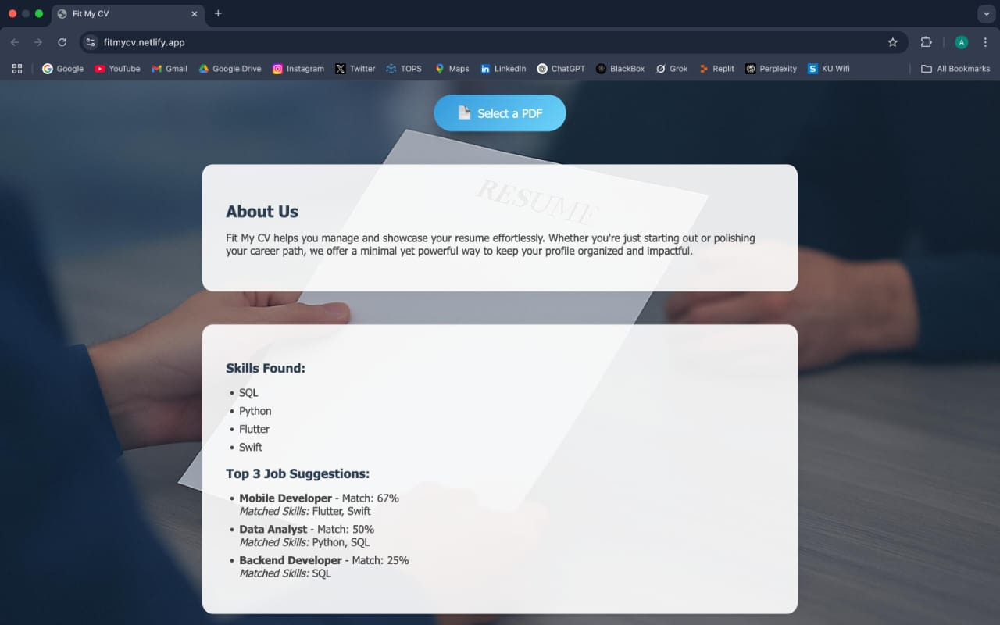 Fit My CV
fitmycv.netlify.app
A
Google
YouTube
Gmail
Google Drive
Instagram
Twitter
TOPS
Maps
LinkedIn
ChatGPT
BlackBox
Grok
Replit
Perplexity
S KU Wifi
All Bookmarks
Select a PDF
RESUME
About Us
Fit My CV helps you manage and showcase your resume effortlessly. Whether you're just starting out or polishing
your career path, we offer a minimal yet powerful way to keep your profile organized and impactful.
Skills Found:
• SQL
• Python
• Flutter
• Swift
Top 3 Job Suggestions:
• Mobile Developer - Match: 67%
Matched Skills: Flutter, Swift
• Data Analyst - Match: 50%
Matched Skills: Python, SQL
• Backend Developer - Match: 25%
Matched Skills: SQL